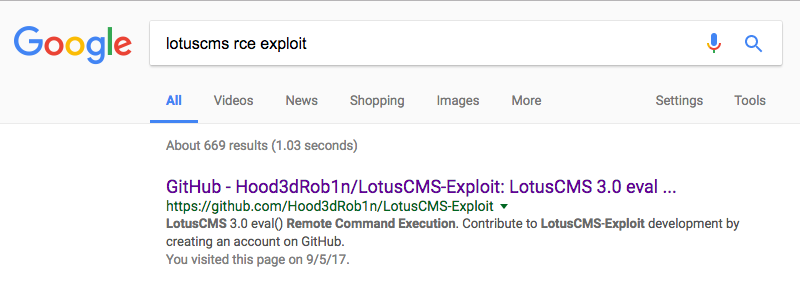 Google
lotuscms rce exploit
All Videos News Shopping Images More Settings Tools
About 669 results (1.03 seconds)
GitHub - Hood3dRob1n/LotusCMS-Exploit: LotusCMS 3.0 eval ...
https://github.com/Hood3dRob1n/LotusCMS-Exploit
LotusCMS 3.0 eval() Remote Command Execution. Contribute to LotusCMS-Exploit development by
creating an account on GitHub.
You visited this page on 9/5/17.